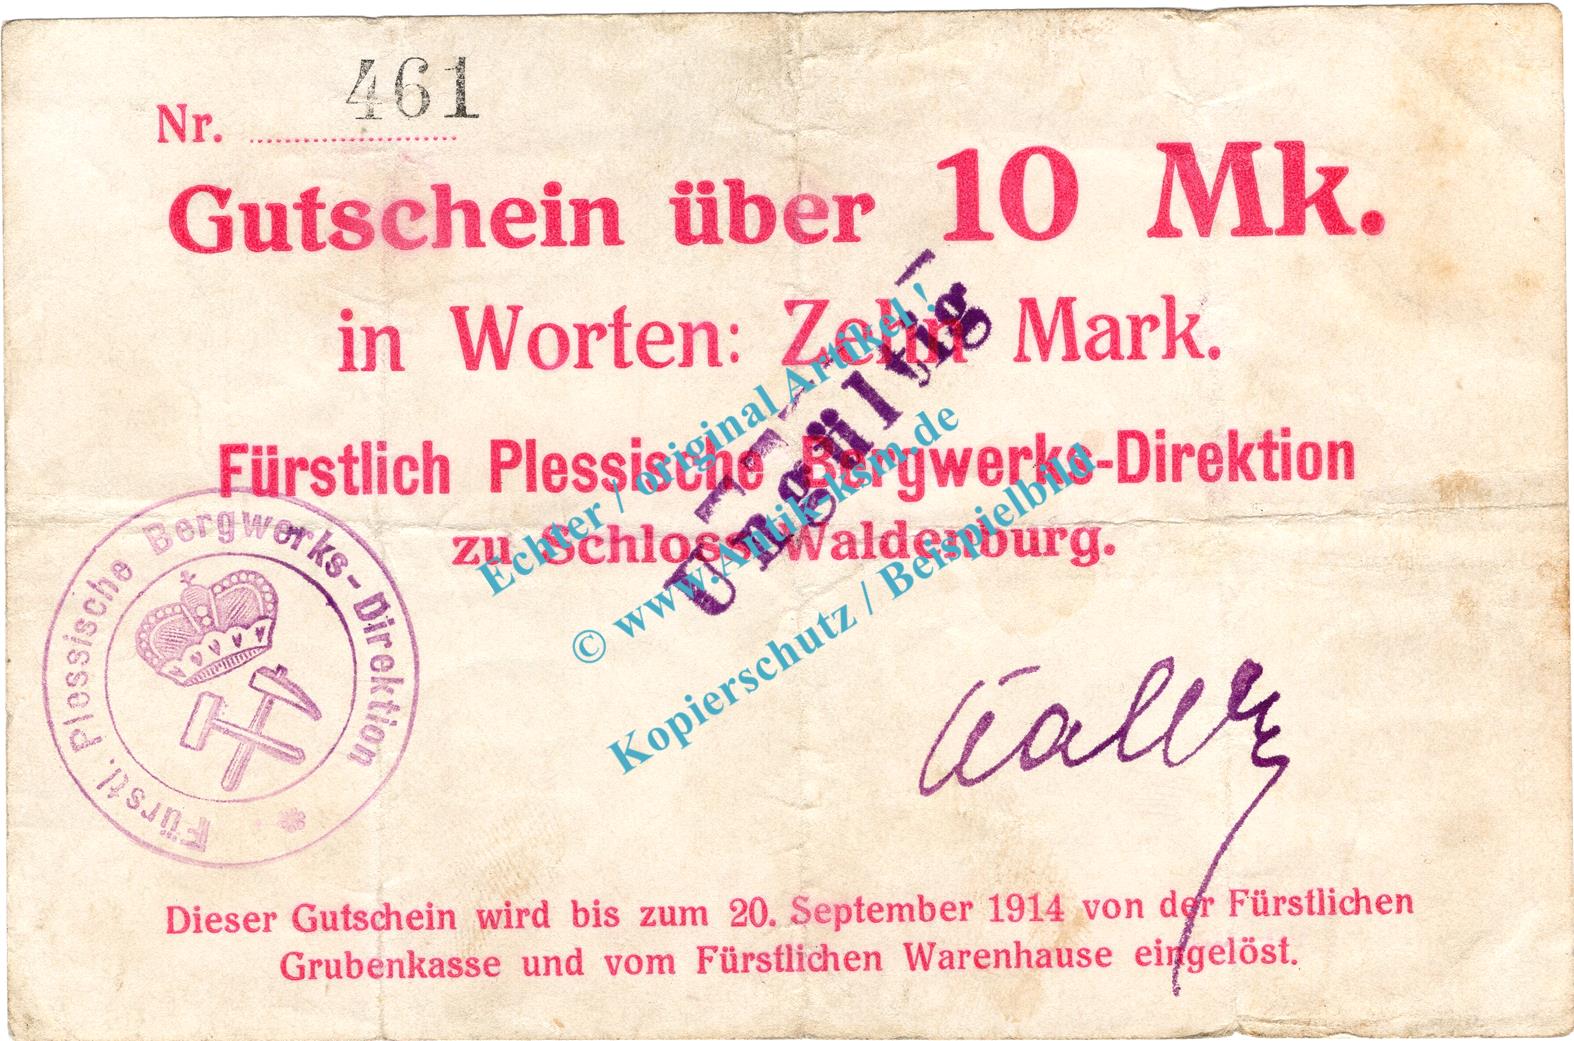 Nr. 461
Gutschein über 10 Mk.
in Worten: Zehn Mark.
Fürstlich Plessische Bergwerks-Direktion
zu Schloss Waldenburg.
Ungültig
Echter / original Artikel !
© www.Antik-ksm.de
Kopierschutz / Beispielbild
Fürstl. Plessische Bergwerks-Direktion
Dieser Gutschein wird bis zum 20. September 1914 von der Fürstlichen
Grubenkasse und vom Fürstlichen Warenhause eingelöst.